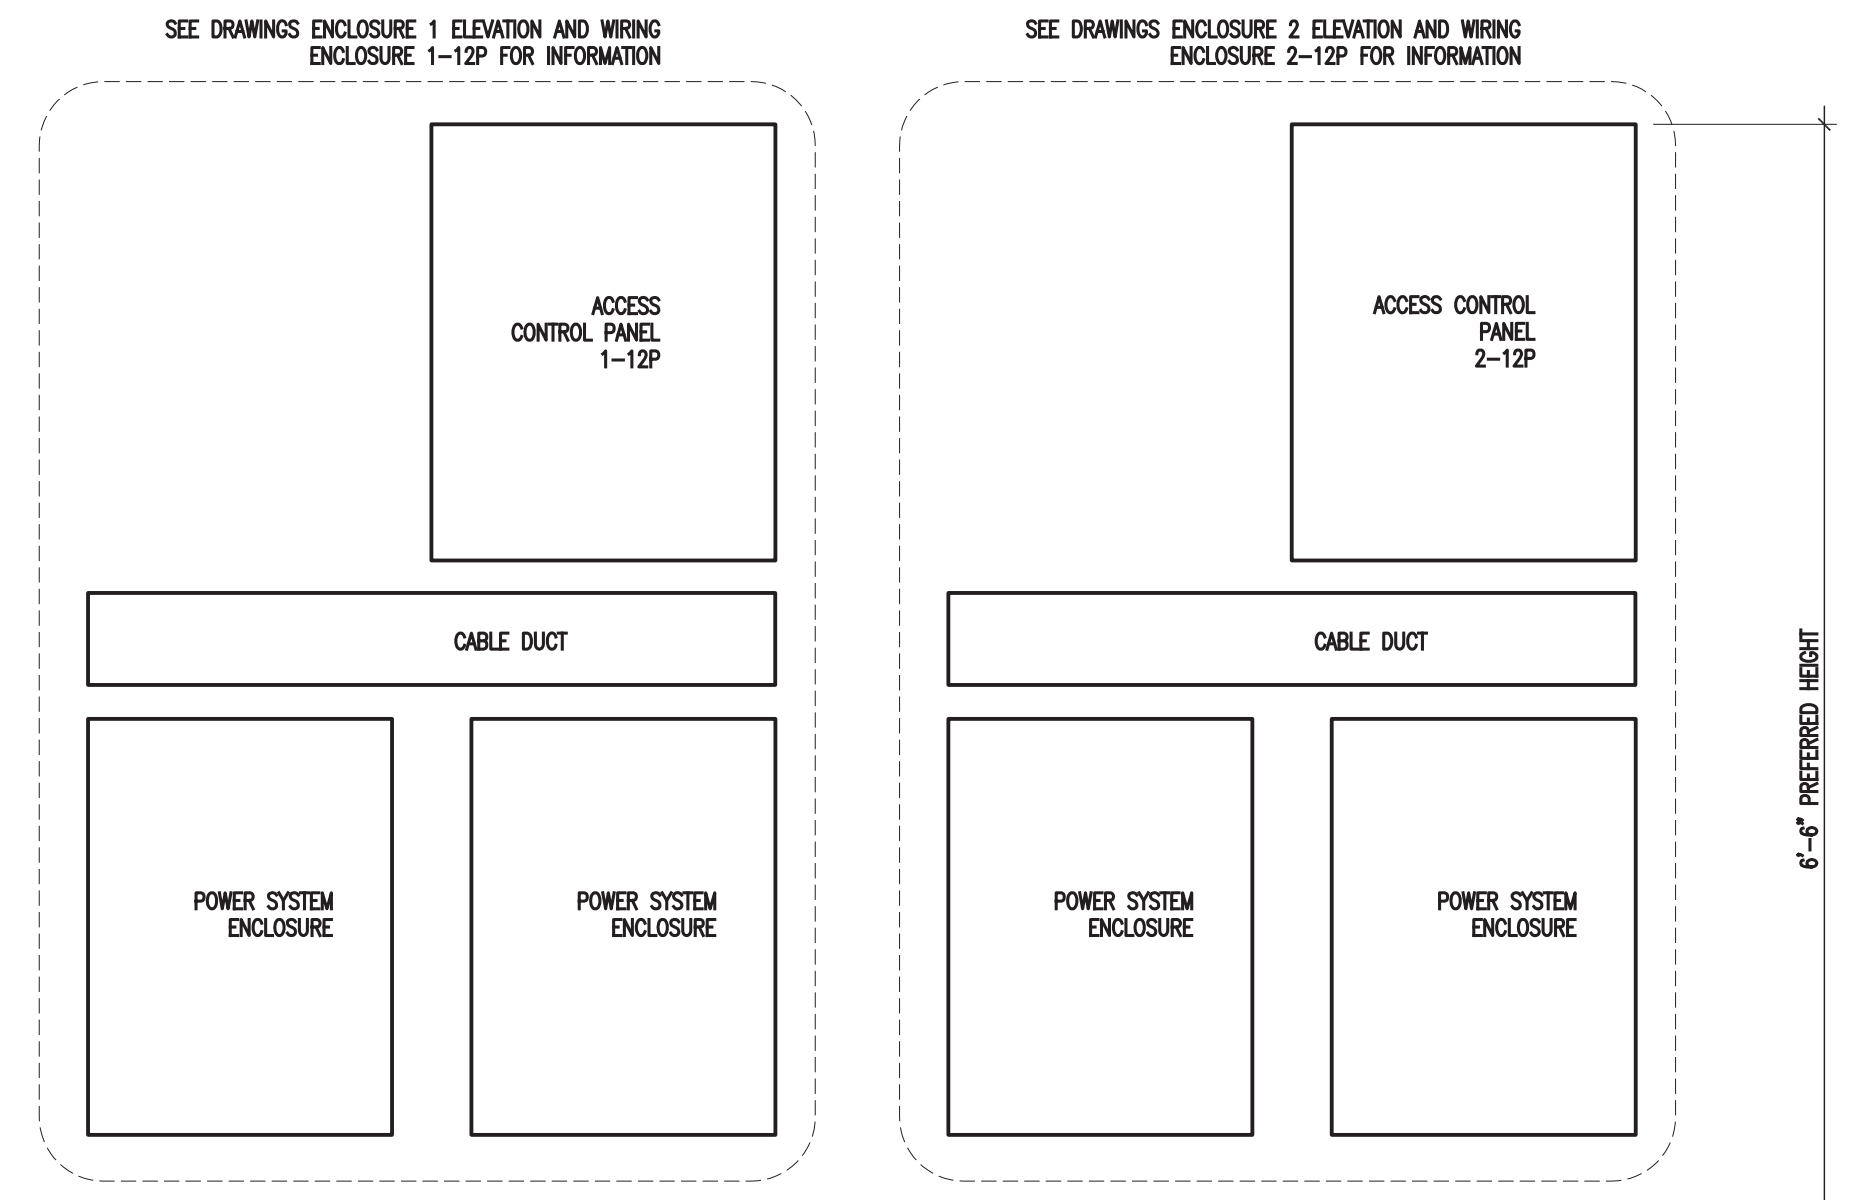 SEE DRAWINGS ENCLOSURE 1 ELEVATION AND WIRING
ENCLOSURE 1-12P FOR INFORMATION
ACCESS
CONTROL PANEL
1-12P
CABLE DUCT
POWER SYSTEM
ENCLOSURE
POWER SYSTEM
ENCLOSURE
SEE DRAWINGS ENCLOSURE 2 ELEVATION AND WIRING
ENCLOSURE 2-12P FOR INFORMATION
ACCESS CONTROL
PANEL
2-12P
CABLE DUCT
POWER SYSTEM
ENCLOSURE
POWER SYSTEM
ENCLOSURE
6'-6" PREFERRED HEIGHT